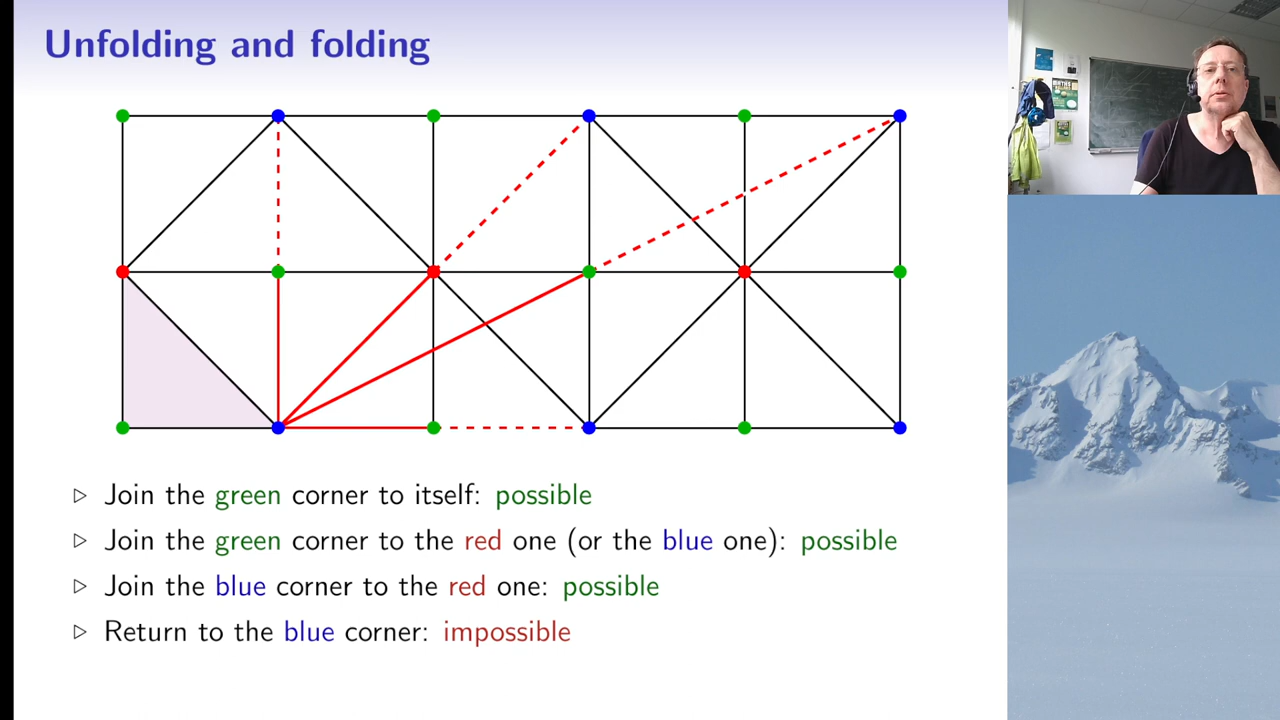 Unfolding and folding
▷ Join the green corner to itself: possible
▷ Join the green corner to the red one (or the blue one): possible
▷ Join the blue corner to the red one: possible
▷ Return to the blue corner: impossible